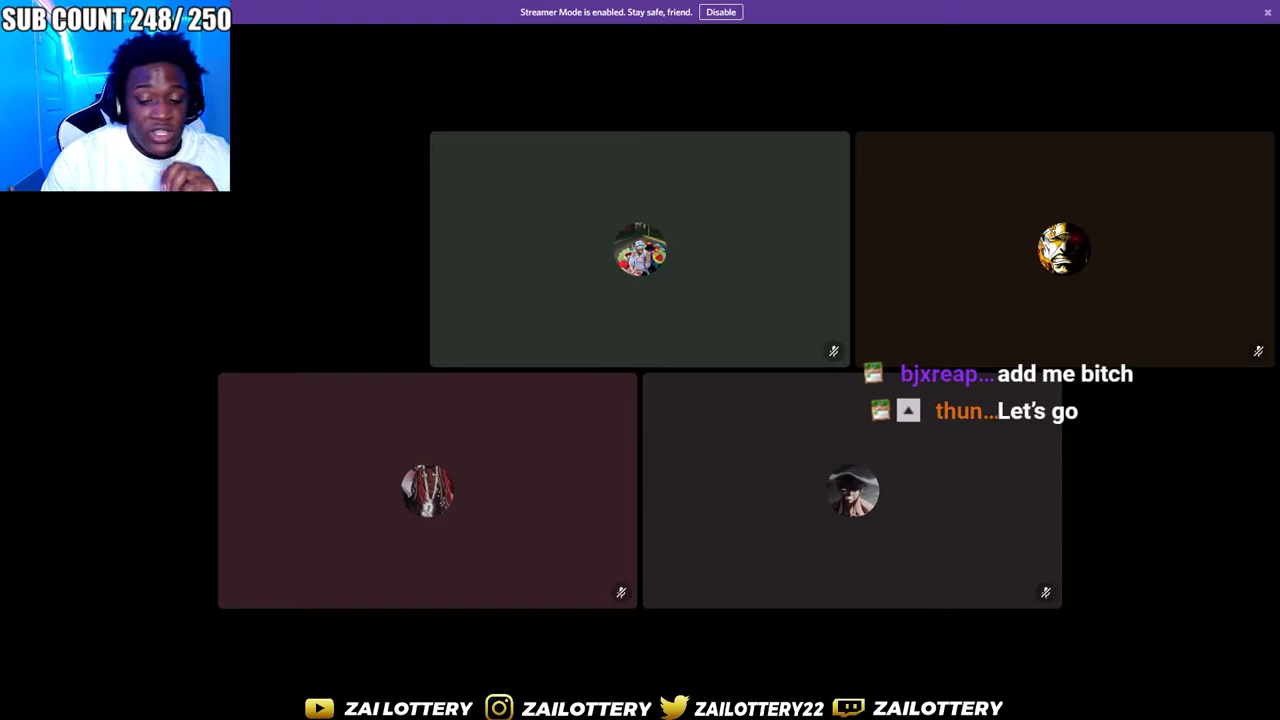 SUB COUNT 248/ 250
Streamer Mode is enabled. Stay safe, friend. Disable
bjxreap... add me bitch
thun... Let's go
ZAI LOTTERY ZAILOTTERY ZAILOTTERY22 ZAILOTTERY